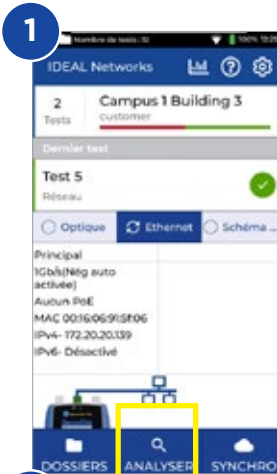 1
Nombre de tests: 12
100% 12:26
IDEAL Networks
2
Tests
Campus 1 Building 3
customer
Dernier test
Test 5
Réseau
Optique
Ethernet
Schéma ...
Principal
1Gb/s(Nég auto
activée)
Aucun PoE
MAC 00:16:06:91:5f:06
IPv4- 172.20.20.139
IPv6- Désactivé
DOSSIERS
ANALYSER
SYNCHRO